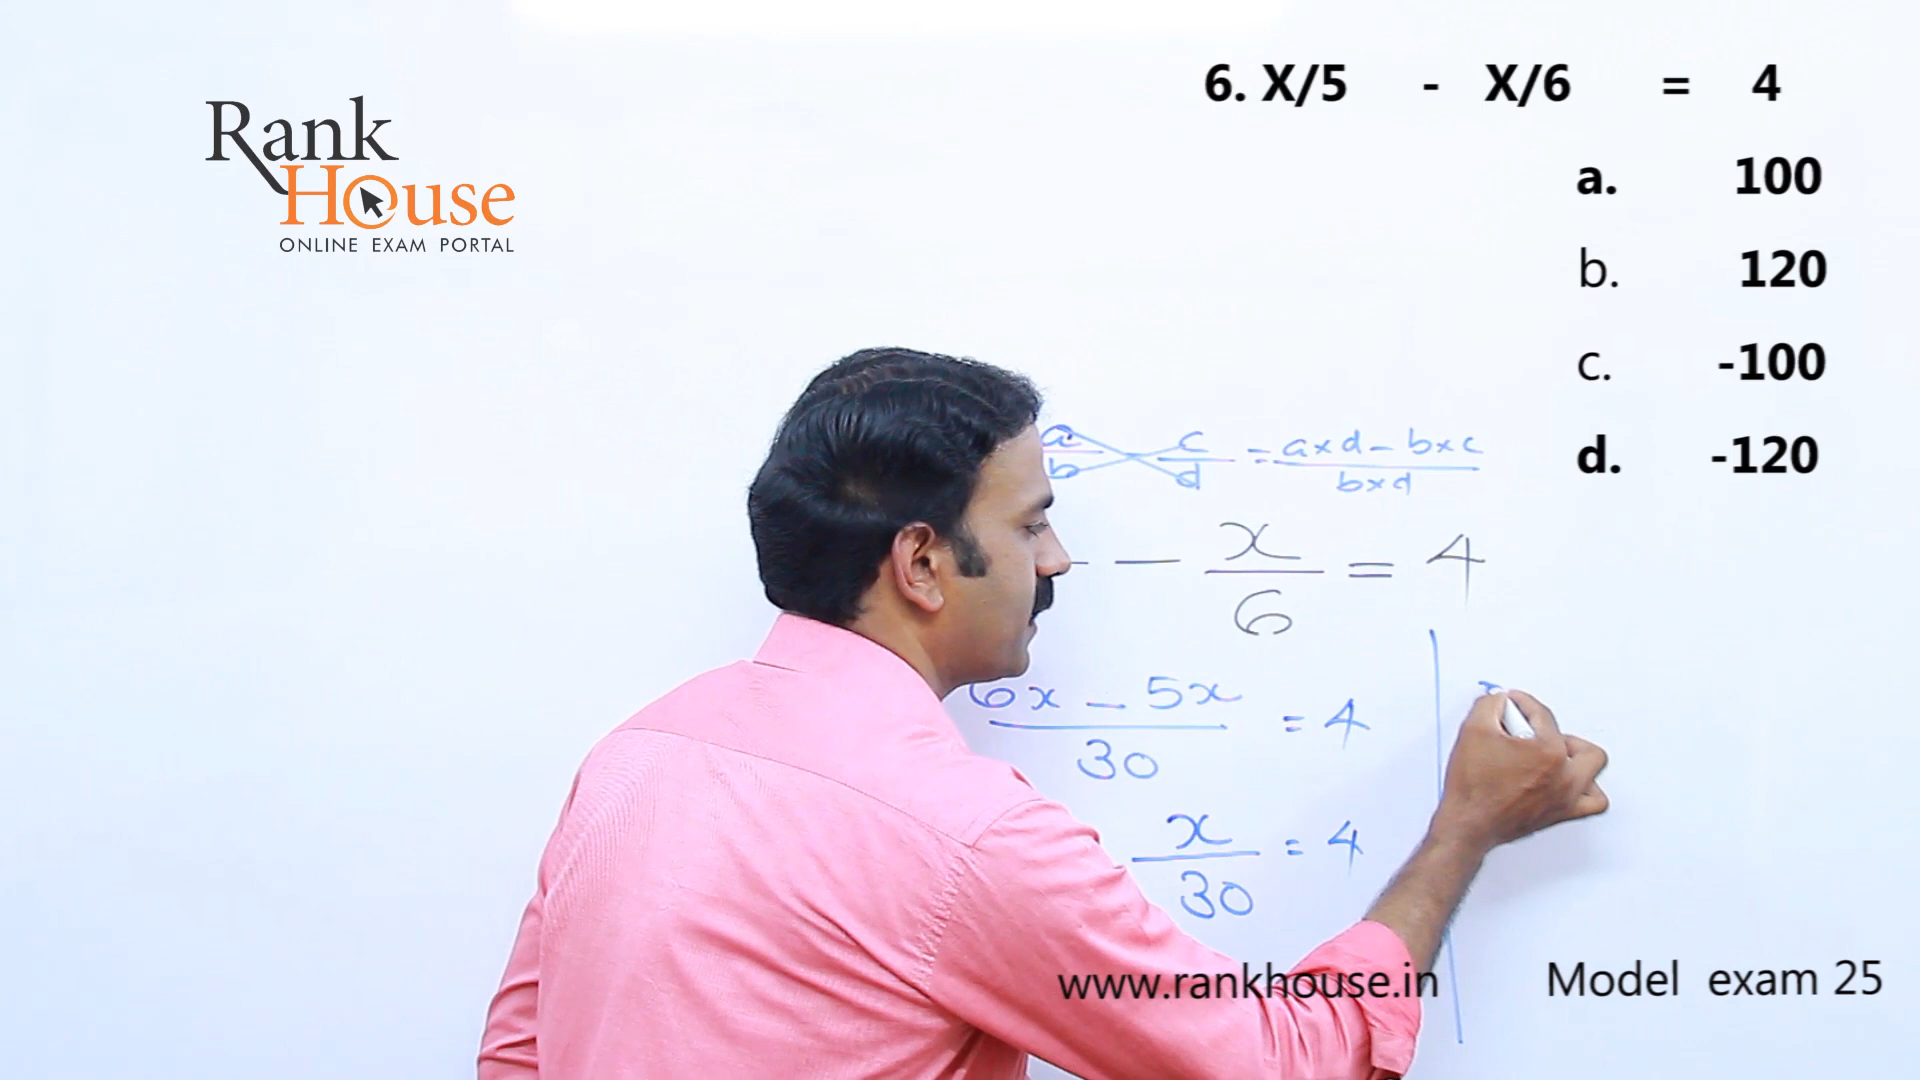 6. X/5 - X/6 = 4
Rank
House
ONLINE EXAM PORTAL
a. 100
b. 120
c. -100
d. -120
a c = a×d - b×c
b d b×d
- x = 4
6
6x - 5x = 4
30
x = 4
30
www.rankhouse.in Model exam 25